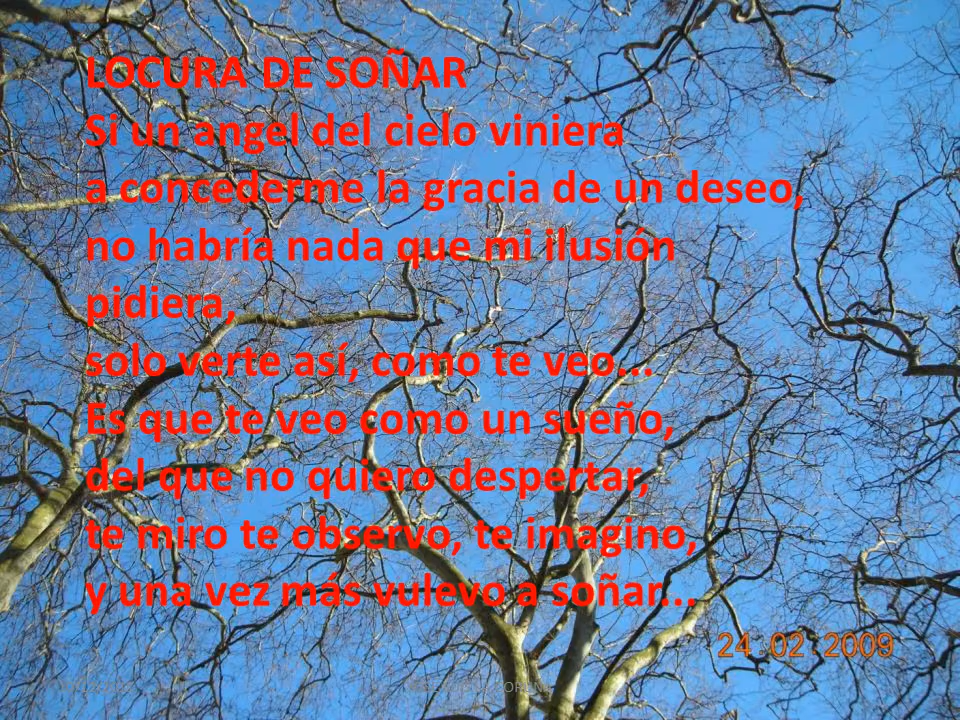 LOCURA DE SOÑAR
Si un angel del cielo viniera
a concederme la gracia de un deseo,
no habría nada que mi ilusión
pidiera,
solo verte así, como te veo...
Es que te veo como un sueño,
del que no quiero despertar,
te miro te observo, te imagino,
y una vez más vulevo a soñar...
24.02.2009